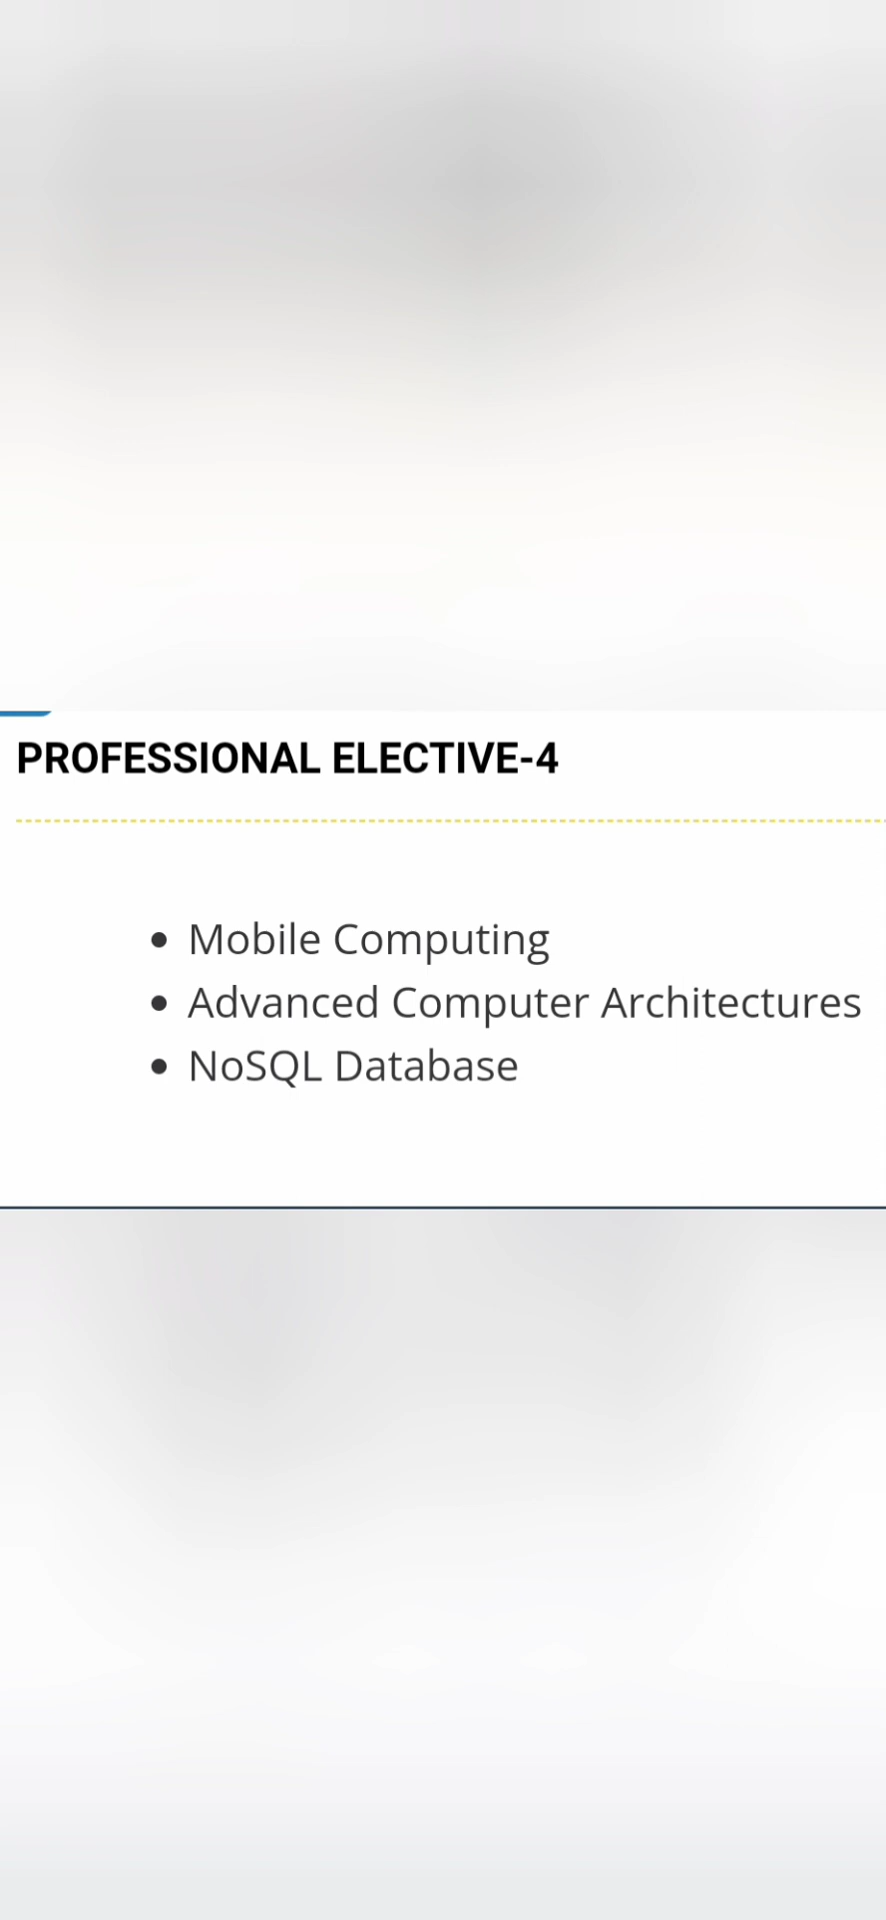 PROFESSIONAL ELECTIVE-4
Mobile Computing
Advanced Computer Architectures
NoSQL Database